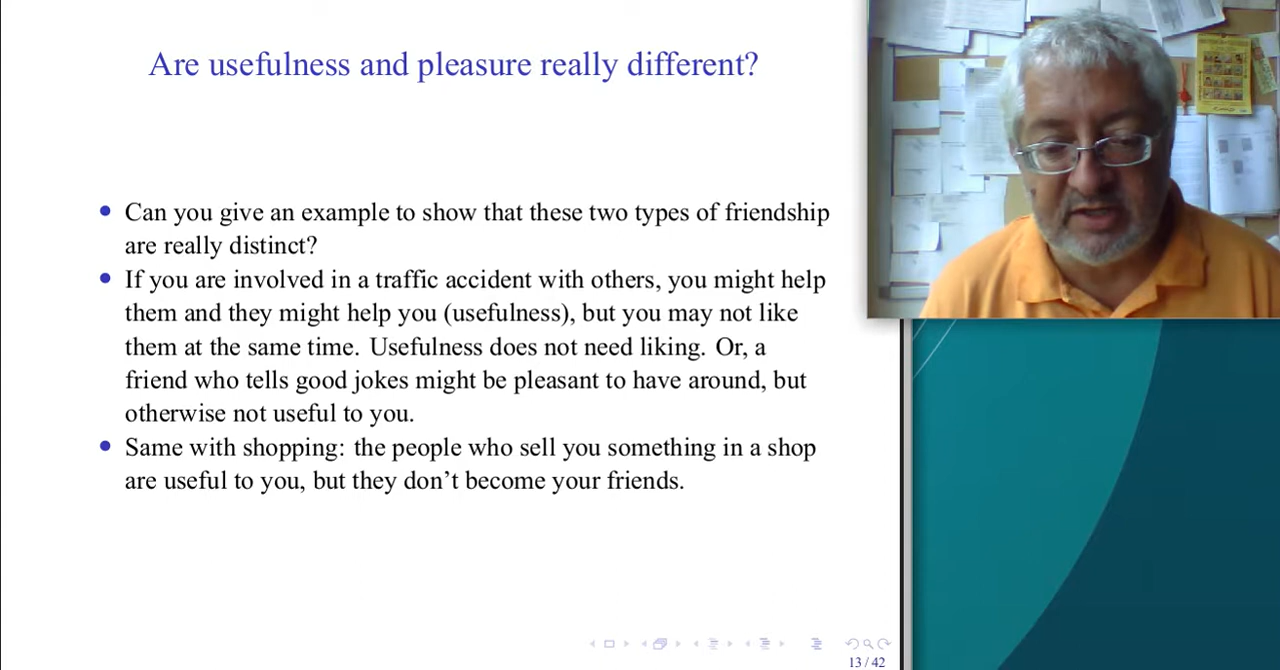 Are usefulness and pleasure really different?
• Can you give an example to show that these two types of friendship
are really distinct?
• If you are involved in a traffic accident with others, you might help
them and they might help you (usefulness), but you may not like
them at the same time. Usefulness does not need liking. Or, a
friend who tells good jokes might be pleasant to have around, but
otherwise not useful to you.
• Same with shopping: the people who sell you something in a shop
are useful to you, but they don't become your friends.
13 / 42